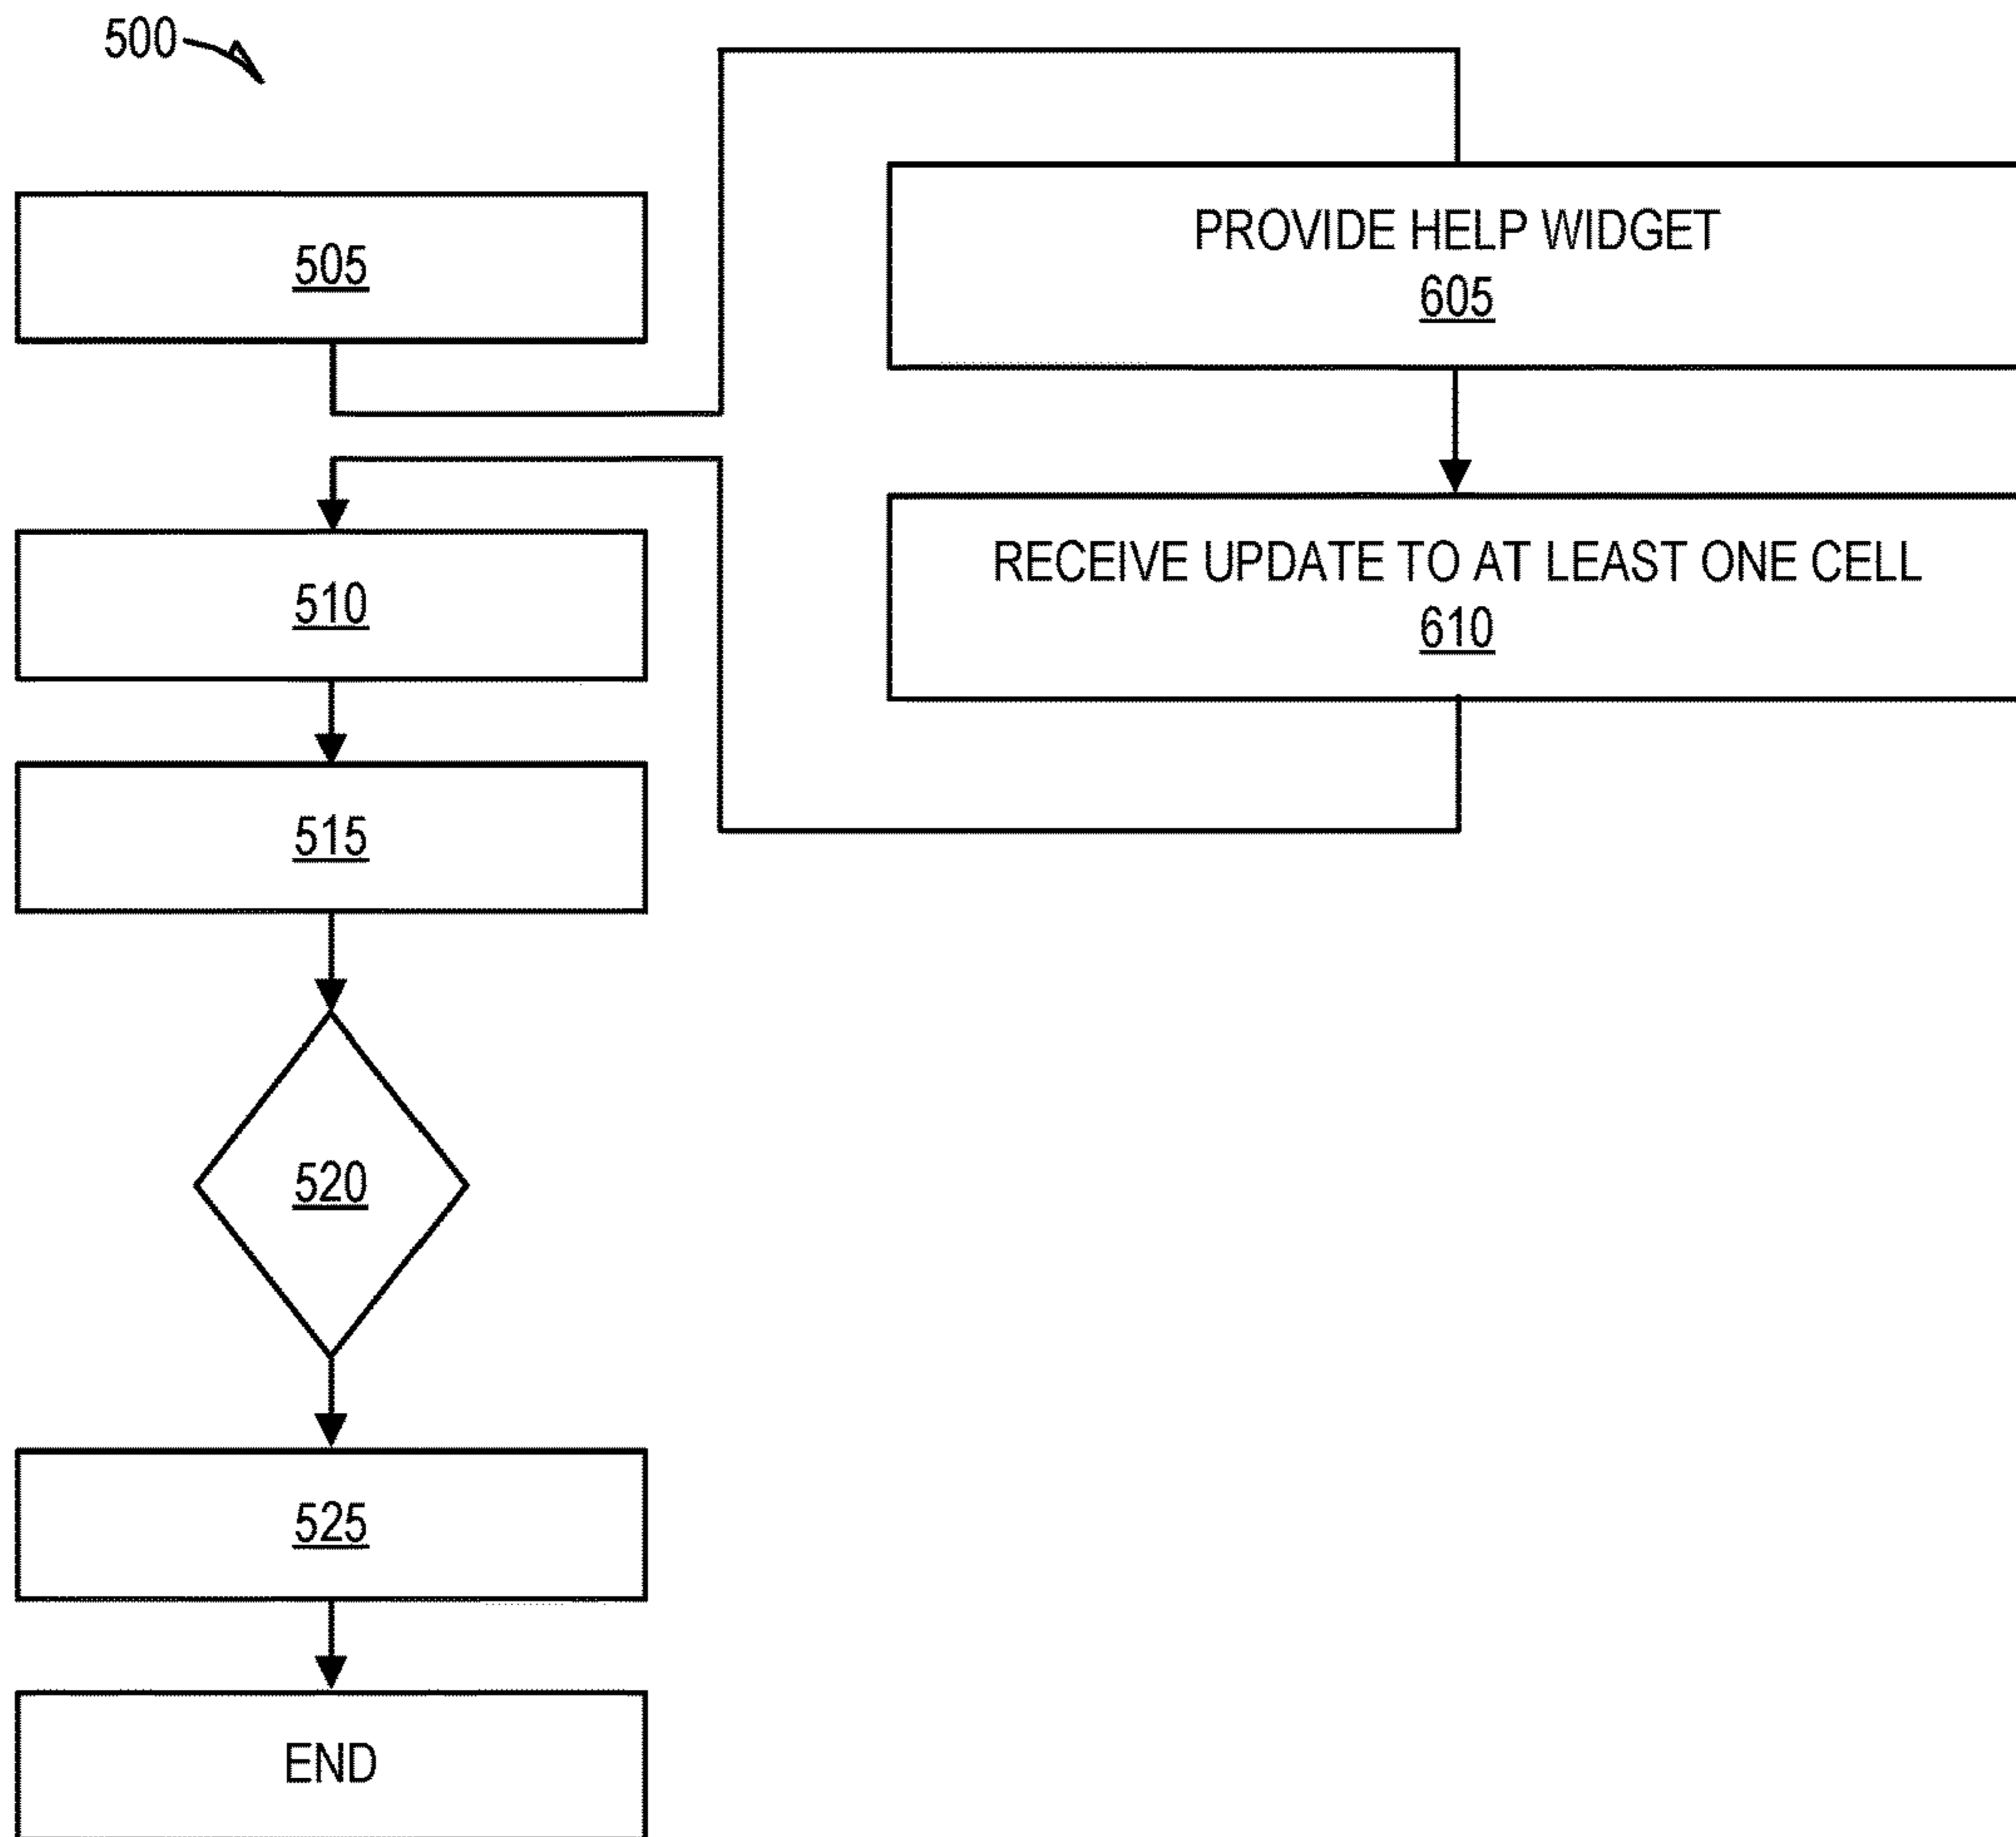 500
505
PROVIDE HELP WIDGET
605
RECEIVE UPDATE TO AT LEAST ONE CELL
610
510
515
520
525
END